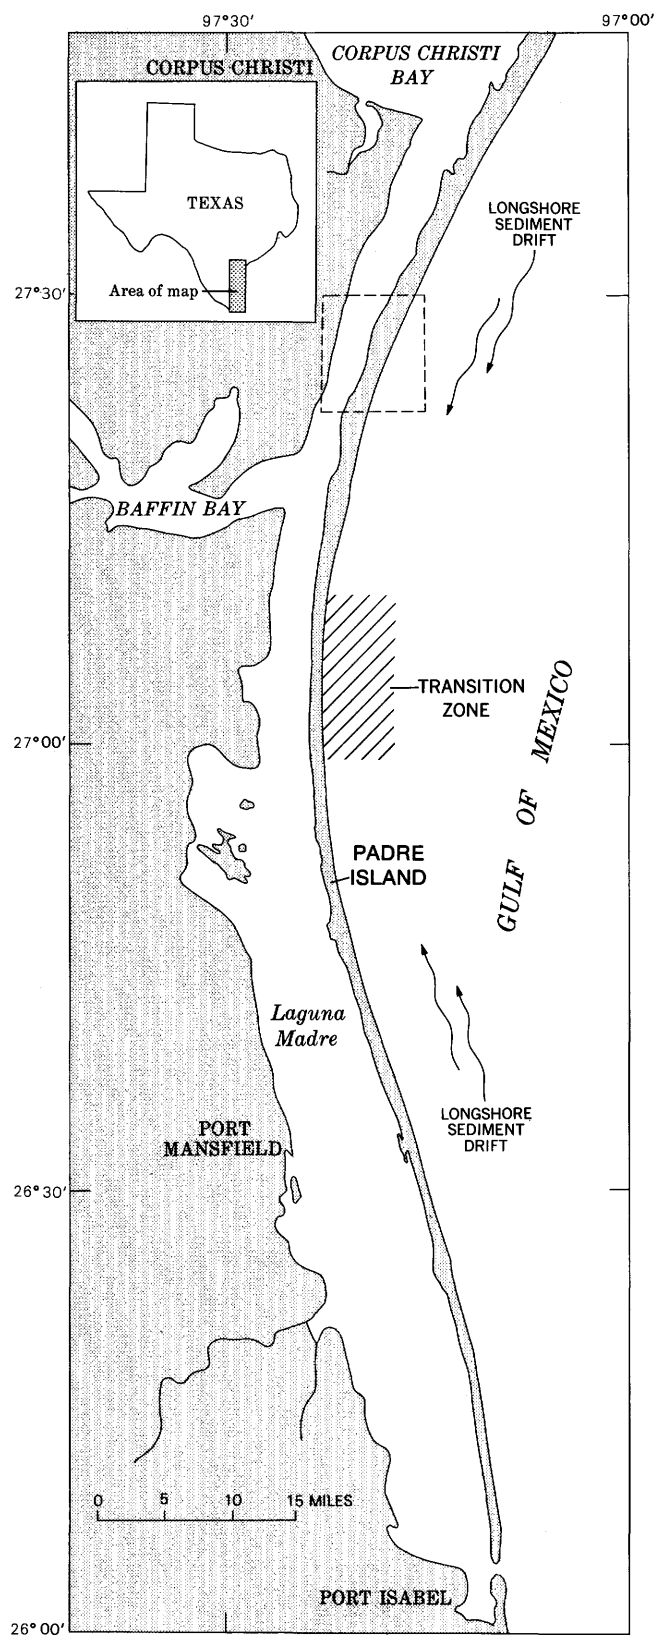 97°30′
97°00′
CORPUS CHRISTI
BAY
CORPUS CHRISTI
TEXAS
Area of map
LONGSHORE
SEDIMENT
DRIFT
27°30′
BAFFIN BAY
TRANSITION
ZONE
GULF OF MEXICO
27°00′
PADRE
ISLAND
Laguna
Madre
LONGSHORE
SEDIMENT
DRIFT
PORT
MANSFIELD
26°30′
0 5 10 15 MILES
PORT ISABEL
26°00′